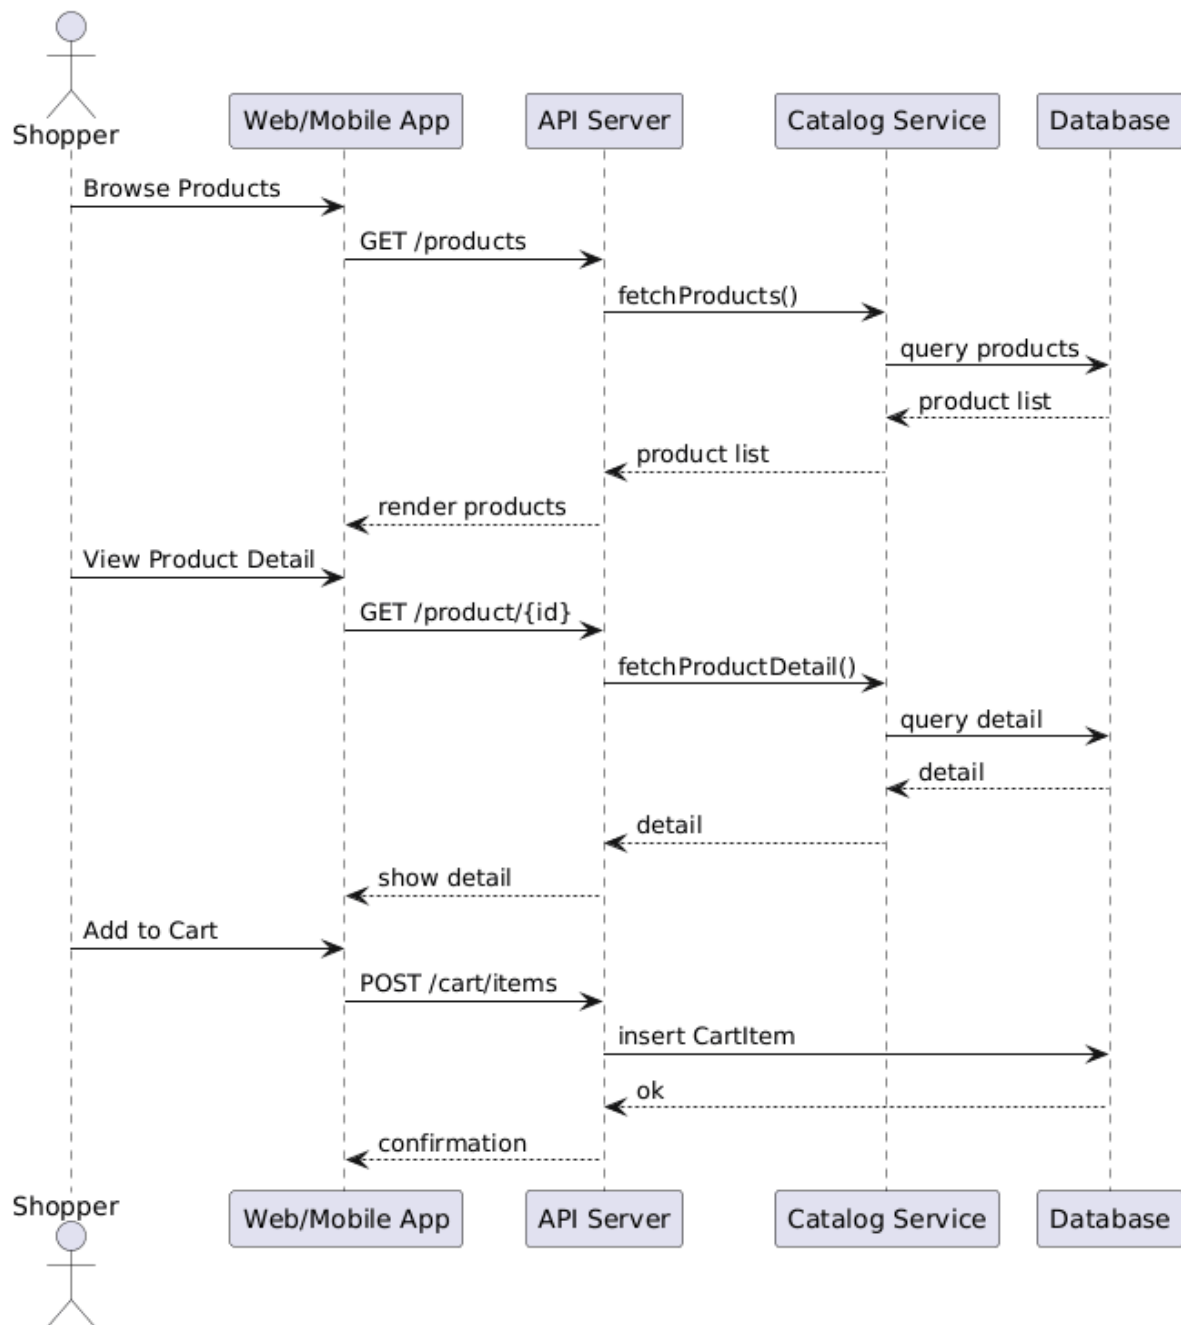 Shopper
Web/Mobile App
API Server
Catalog Service
Database
Browse Products
GET /products
fetchProducts()
query products
product list
product list
render products
View Product Detail
GET /product/{id}
fetchProductDetail()
query detail
detail
detail
show detail
Add to Cart
POST /cart/items
insert CartItem
ok
confirmation
Shopper
Web/Mobile App
API Server
Catalog Service
Database